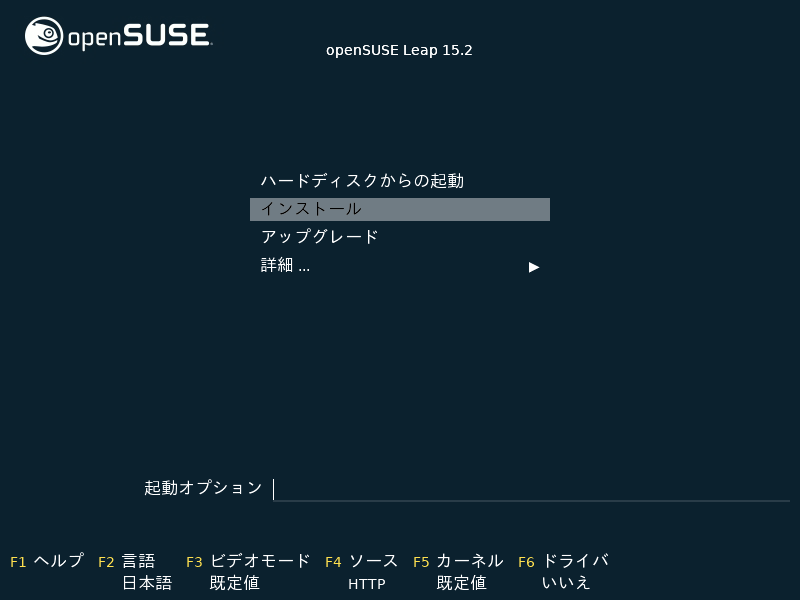 openSUSE.
openSUSE Leap 15.2
ハードディスクからの起動
インストール
アップグレード
詳細 ...
起動オプション
F1 ヘルプ F2 言語 F3 ビデオモード F4 ソース F5 カーネル F6 ドライバ
日本語 既定値 HTTP 既定値 いいえ